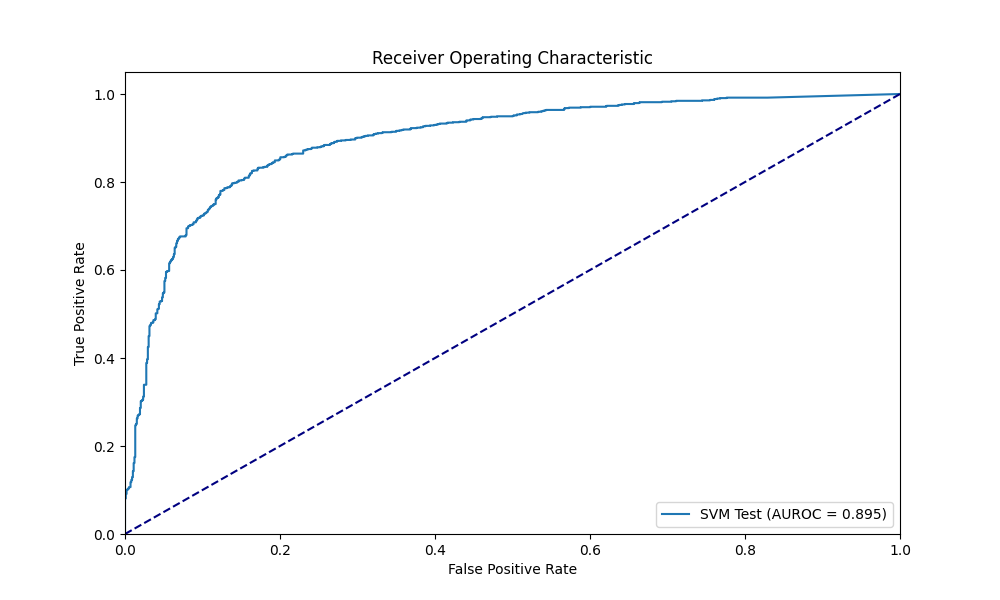 Receiver Operating Characteristic
True Positive Rate
1.0
0.8
0.6
0.4
0.2
0.0
SVM Test (AUROC = 0.895)
0.0 0.2 0.4 0.6 0.8 1.0
False Positive Rate